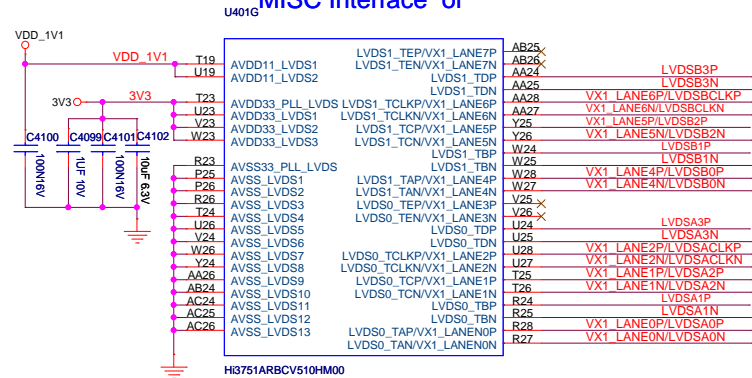 MISC Interface or
U401G
VDD_1V1
VDD_1V1
T19 AVDD11_LVDS1
U19 AVDD11_LVDS2
3V3 3V3
T23 AVDD33_PLL_LVDS
U23 AVDD33_LVDS1
V23 AVDD33_LVDS2
W23 AVDD33_LVDS3
C4100 C4099 C4101 C4102
100N16V 1UF 10V 100N16V 10uF 6.3V
R23 AVSS33_PLL_LVDS
P25 AVSS_LVDS1
P26 AVSS_LVDS2
R26 AVSS_LVDS3
T24 AVSS_LVDS4
U26 AVSS_LVDS5
V24 AVSS_LVDS6
W26 AVSS_LVDS7
Y24 AVSS_LVDS8
AA26 AVSS_LVDS9
AB24 AVSS_LVDS10
AC24 AVSS_LVDS11
AC25 AVSS_LVDS12
AC26 AVSS_LVDS13
LVDS1_TEP/VX1_LANE7P AB25
LVDS1_TEN/VX1_LANE7N AB26
LVDS1_TDP AA24 LVDSB3P
LVDS1_TDN AA25 LVDSB3N
LVDS1_TCLKP/VX1_LANE6P AA28 VX1_LANE6P/LVDSBCLKP
LVDS1_TCLKN/VX1_LANE6N AA27 VX1_LANE6N/LVDSBCLKN
LVDS1_TCP/VX1_LANE5P Y25 VX1_LANE5P/LVDSB2P
LVDS1_TCN/VX1_LANE5N Y26 VX1_LANE5N/LVDSB2N
LVDS1_TBP W24 LVDSB1P
LVDS1_TBN W25 LVDSB1N
LVDS1_TAP/VX1_LANE4P W28 VX1_LANE4P/LVDSB0P
LVDS1_TAN/VX1_LANE4N W27 VX1_LANE4N/LVDSB0N
LVDS0_TEP/VX1_LANE3P V25
LVDS0_TEN/VX1_LANE3N V26
LVDS0_TDP U24 LVDSA3P
LVDS0_TDN U25 LVDSA3N
LVDS0_TCLKP/VX1_LANE2P U28 VX1_LANE2P/LVDSACLKP
LVDS0_TCLKN/VX1_LANE2N U27 VX1_LANE2N/LVDSACLKN
LVDS0_TCP/VX1_LANE1P T25 VX1_LANE1P/LVDSA2P
LVDS0_TCN/VX1_LANE1N T26 VX1_LANE1N/LVDSA2N
LVDS0_TBP R24 LVDSA1P
LVDS0_TBN R25 LVDSA1N
LVDS0_TAP/VX1_LANEN0P R28 VX1_LANE0P/LVDSA0P
LVDS0_TAN/VX1_LANEN0N R27 VX1_LANE0N/LVDSA0N
Hi3751ARBCV510HM00